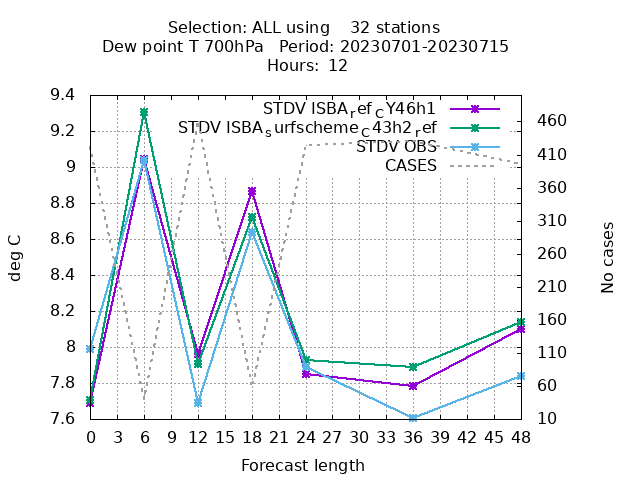 Selection: ALL using    32 stations
Dew point T 700hPa   Period: 20230701-20230715
Hours:  12
STDV ISBA_ref_CY46h1
STDV ISBA_surfscheme_C43h2_ref
STDV OBS
CASES
deg C
9.4
9.2
9
8.8
8.6
8.4
8.2
8
7.8
7.6
No cases
460
410
360
310
260
210
160
110
60
10
0 3 6 9 12 15 18 21 24 27 30 33 36 39 42 45 48
Forecast length